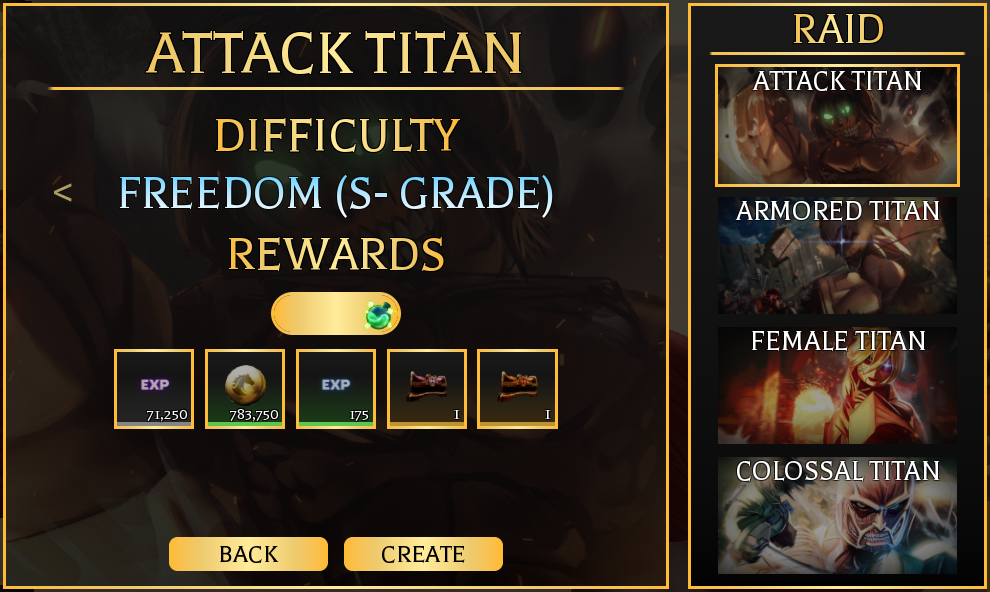 ATTACK TITAN
DIFFICULTY
< FREEDOM (S- GRADE)
REWARDS
EXP
71,250
783,750
EXP
175
1
1
BACK
CREATE
RAID
ATTACK TITAN
ARMORED TITAN
FEMALE TITAN
COLOSSAL TITAN